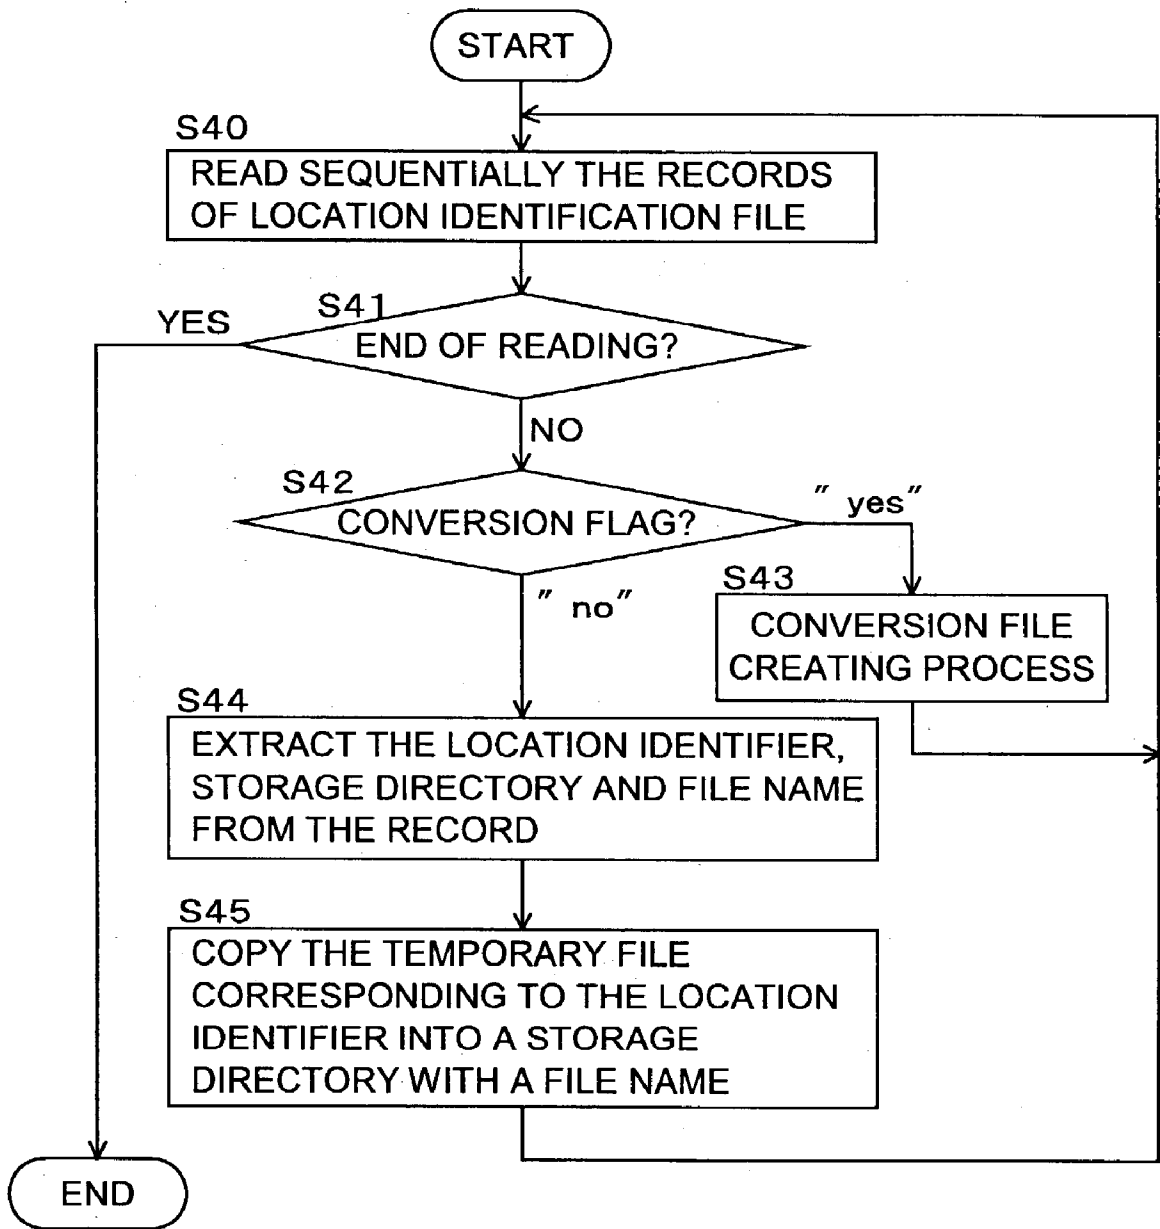 START
S40
READ SEQUENTIALLY THE RECORDS
OF LOCATION IDENTIFICATION FILE
S41
YES
END OF READING?
NO
S42
CONVERSION FLAG?
" yes"
" no"
S43
CONVERSION FILE
CREATING PROCESS
S44
EXTRACT THE LOCATION IDENTIFIER,
STORAGE DIRECTORY AND FILE NAME
FROM THE RECORD
S45
COPY THE TEMPORARY FILE
CORRESPONDING TO THE LOCATION
IDENTIFIER INTO A STORAGE
DIRECTORY WITH A FILE NAME
END